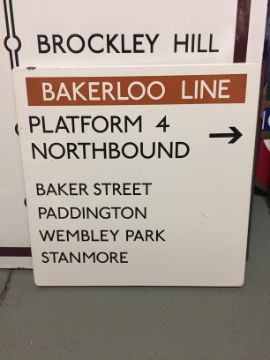 BROCKLEY HILL
BAKERLOO LINE
PLATFORM 4
NORTHBOUND
BAKER STREET
PADDINGTON
WEMBLEY PARK
STANMORE